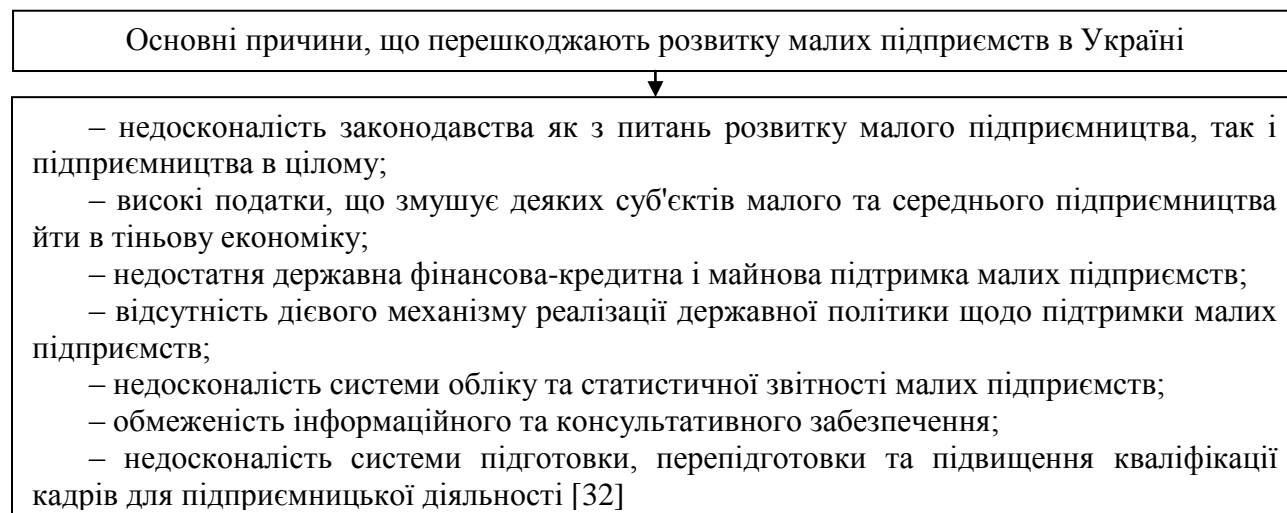 Основні причини, що перешкоджають розвитку малих підприємств в Україні
– недосконалість законодавства як з питань розвитку малого підприємництва, так і
підприємництва в цілому;
– високі податки, що змушує деяких суб'єктів малого та середнього підприємництва
йти в тіньову економіку;
– недостатня державна фінансова-кредитна і майнова підтримка малих підприємств;
– відсутність дієвого механізму реалізації державної політики щодо підтримки малих
підприємств;
– недосконалість системи обліку та статистичної звітності малих підприємств;
– обмеженість інформаційного та консультативного забезпечення;
– недосконалість системи підготовки, перепідготовки та підвищення кваліфікації
кадрів для підприємницької діяльності [32]